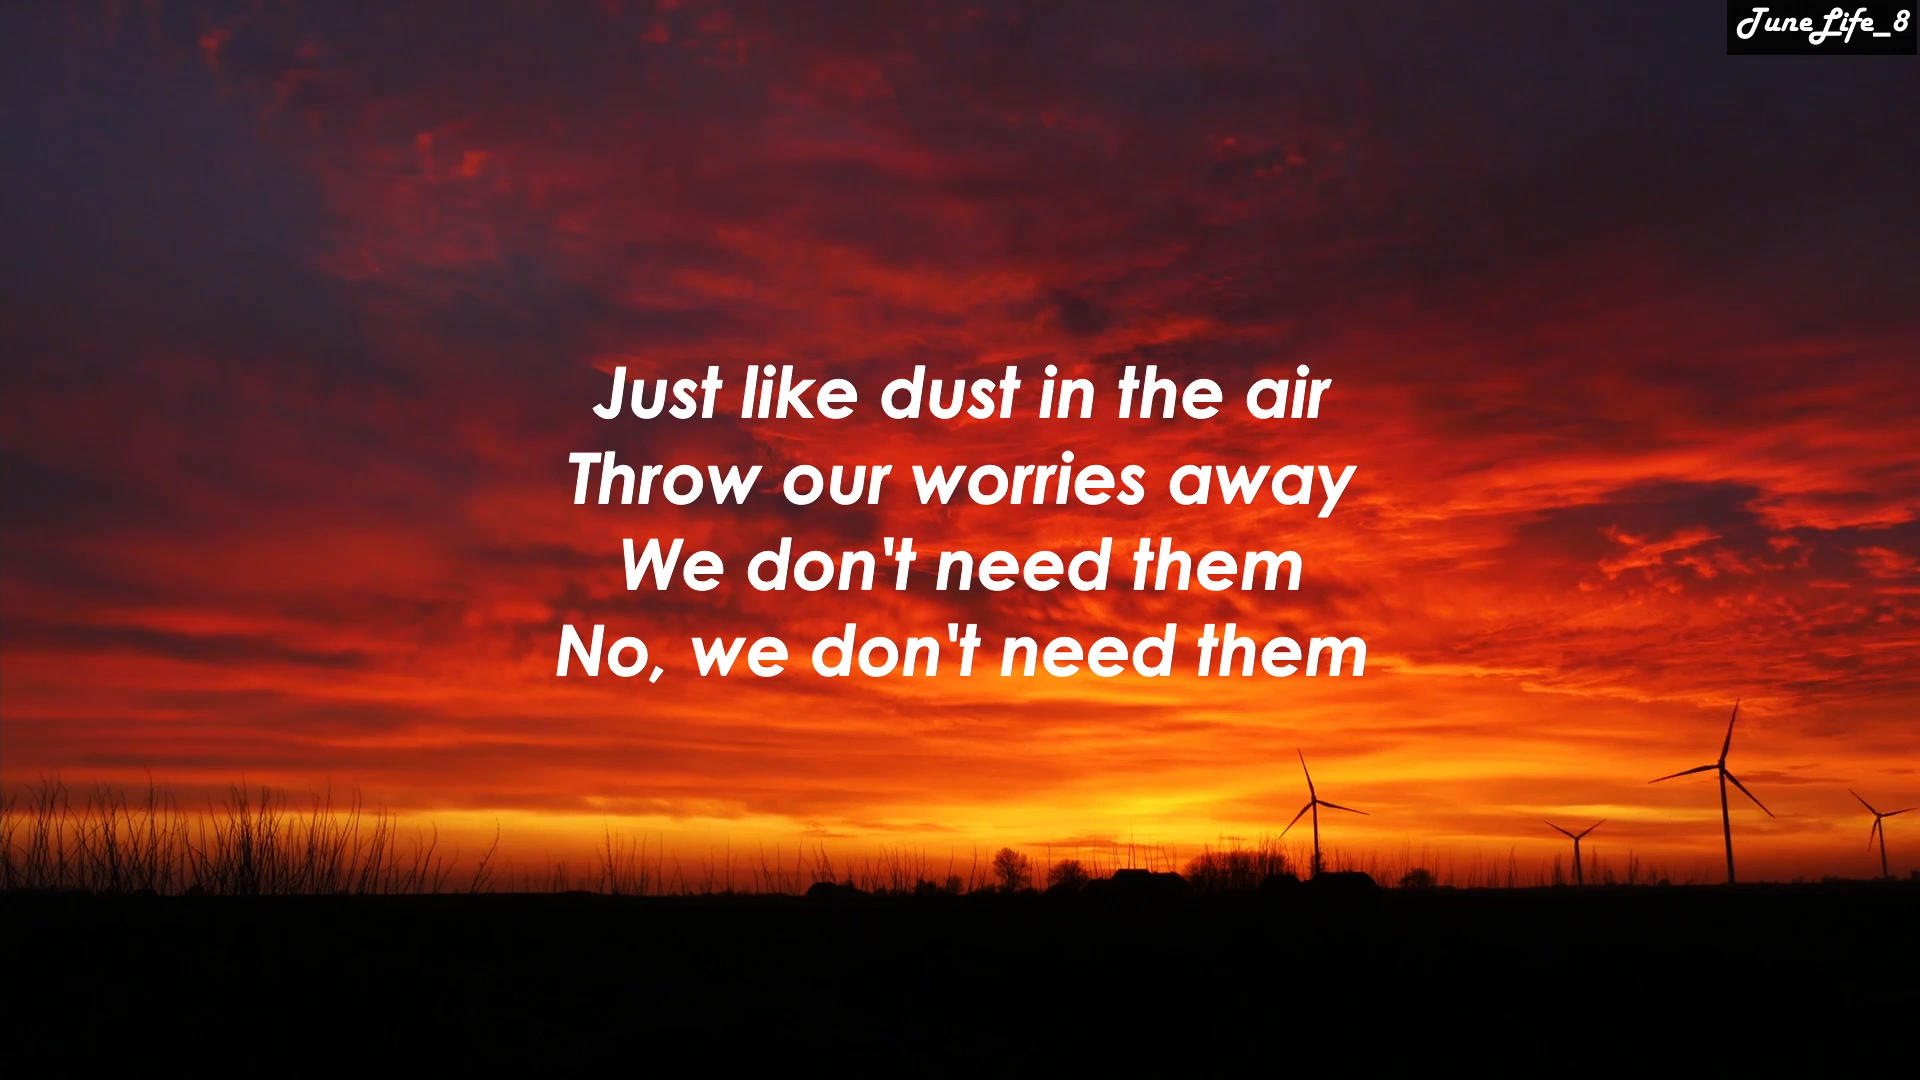 TuneLife_8
Just like dust in the air
Throw our worries away
We don't need them
No, we don't need them